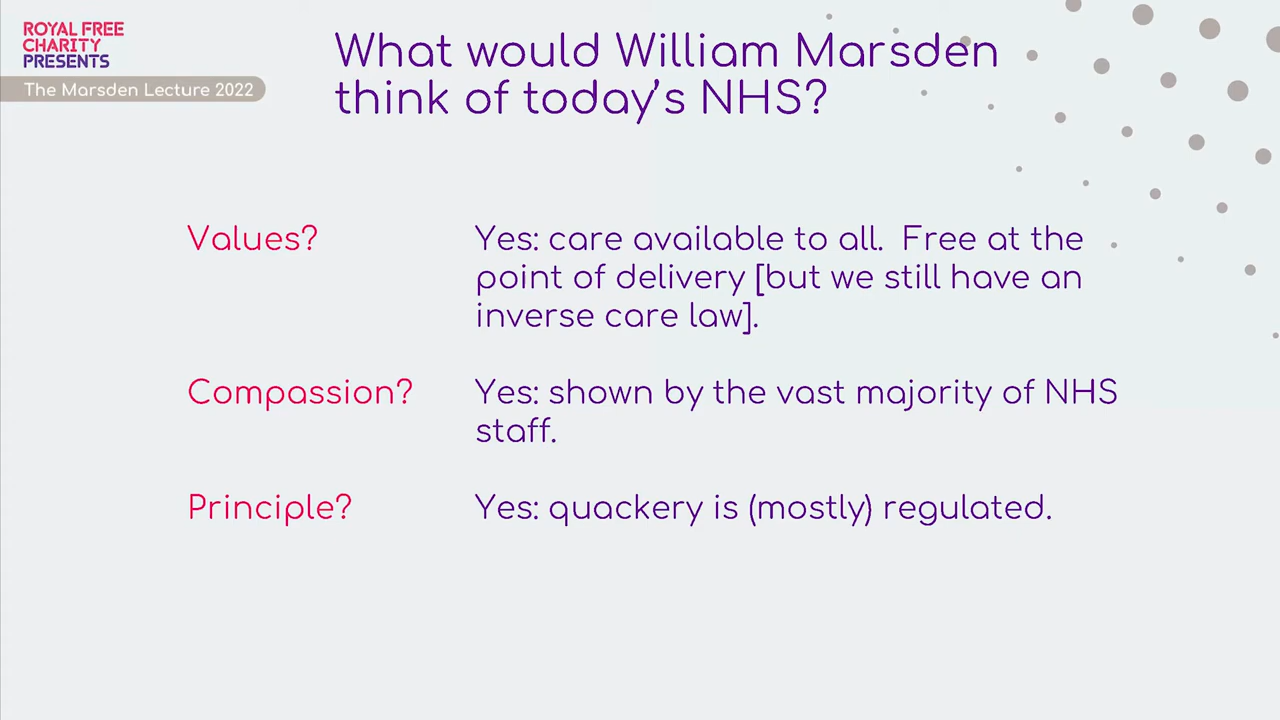 ROYAL FREE
CHARITY
PRESENTS
The Marsden Lecture 2022
What would William Marsden
think of today's NHS?
Values?
Yes: care available to all.  Free at the
point of delivery [but we still have an
inverse care law].
Compassion?
Yes: shown by the vast majority of NHS
staff.
Principle?
Yes: quackery is (mostly) regulated.